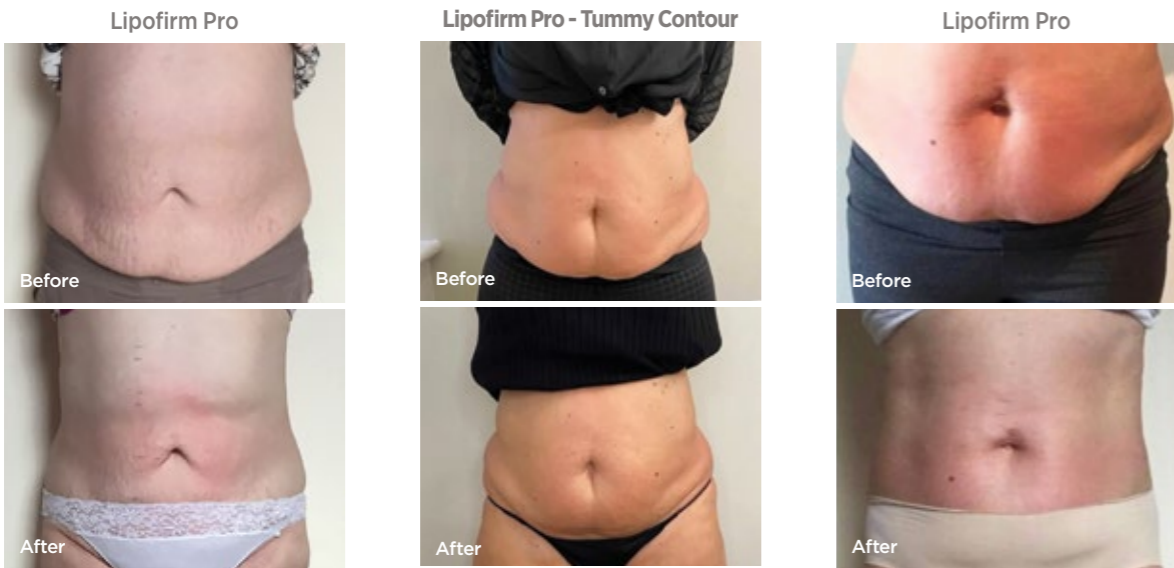 Lipofirm Pro
Lipofirm Pro - Tummy Contour
Lipofirm Pro
Before
Before
Before
After
After
After